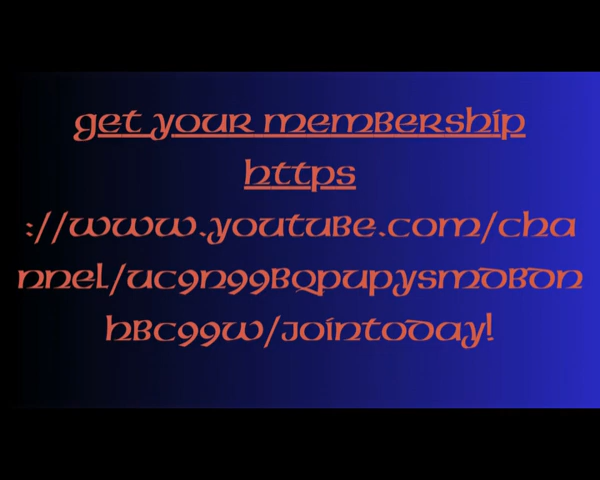 get your membership
https
://www.youtube.com/cha
nnel/uc9n99BQpupysmDBDn
hBc99w/jointoday!